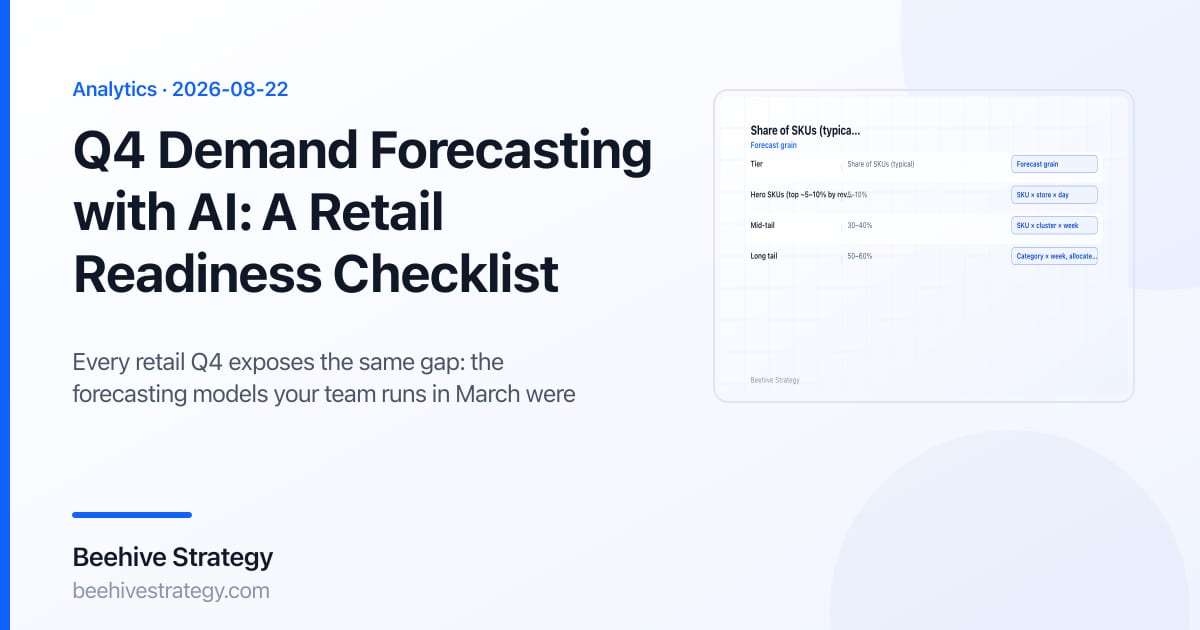 Analytics · 2026-08-22
Q4 Demand Forecasting
with AI: A Retail
Readiness Checklist
Every retail Q4 exposes the same gap: the
forecasting models your team runs in March were
Beehive Strategy
beehivestrategy.com
Share of SKUs (typica...
Forecast grain
Tier Share of SKUs (typical) Forecast grain
Hero SKUs (top ~5–10% by rev. 5–10% SKU × store × day
Mid-tail 30–40% SKU × cluster × week
Long tail 50–60% Category × week, allocate...
Beehive Strategy